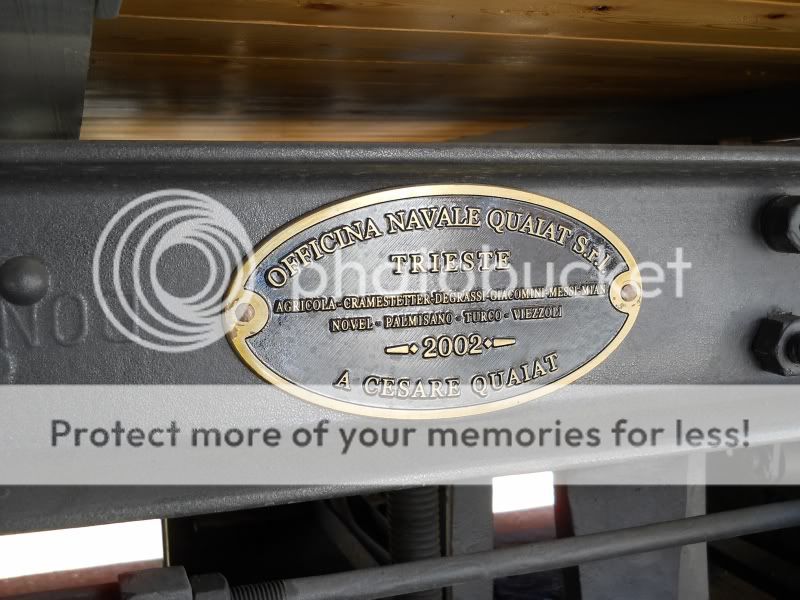 OFFICINA NAVALE QUAIAT S.r.l.
TRIESTE
AGRICOLA-CRAMESTETTER-DEGRASSI-GIACOMINI-MESSI-MIAN
NOVEL - PALMISANO - TURCO - VIEZZOLI
2002
A CESARE QUAIAT
photobucket
Protect more of your memories for less!